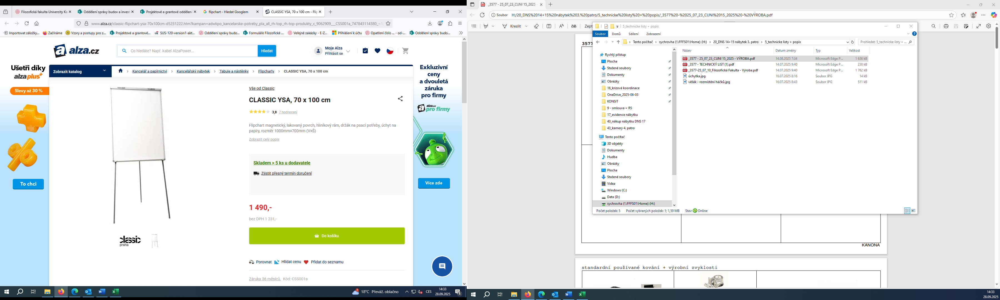 Filozofická fakulta Univerzity Ka
Oddělení správy budov a invest
Projektové a grantové oddělení
flipchart - Hledat Googlem
CLASSIC YSA, 70 x 100 cm - Flip
www.alza.cz/classic-flipchart-ysa-70x100cm-d5231222.htm?kampan=adwkpo_kancelarske-potreby_pla_all_rh-top_rh-top-produkty_c_9062909___CSS001a_747843114380_~1
Importovat záložky...
Začínáme
Vzory a postupy pro z...
Projektové a grantové...
SUS-120-version1-akt...
Oddělení správy budo...
Formuláře Filozofické ...
Veřejné zakázky - E-Z...
Přihlášení k účtu
Opatření číslo ... - od-...
Oddělení správy budo...
alza.cz
Co hledáte? Např. kabel AlzaPower...
Hledat
Moje Alza
Přihlásit se
Ušetři díky
alzaplus+
Slevy až 30 %
To chci
Zobrazit katalog
Kancelář a papírnictví
Kancelářský nábytek
Tabule a nástěnky
Flipcharty
CLASSIC YSA, 70 x 100 cm
Exkluzivní
ceny
a dvouletá
záruka
pro firmy
alza.cz
pro firmy
Více zde
Vše od Classic
CLASSIC YSA, 70 x 100 cm
3,8 7 hodnocení
Flipchart magnetický, lakovaný povrch, hliníkový rám, držák na psací potřeby, úchyt na
papíry, rozměr 1000mm×700mm (V×Š)
Zobrazit celý popis
Skladem > 5 ks u dodavatele
Zjistit přesný termín doručení
1 490,-
bez DPH 1 231,-
Do košíku
classic
praha
Porovnat
Hlídat cenu
Přidat do seznamu
Záruka 36 měsíců, Kód: CSS001a
2
18°C Převáž. oblačno
CES
14:33
28.09.2025
8
_3577 - 25_07_23_CUNI 15_2025 -
Soubor
H:/20_DNS%2014+15%20nábytek%203.%20patro/5_technicke%20listy%20+%20popis/_3577%20-%2025_07_23_CUNI%2015_2025%20-%20VÝROBA.pdf
Kreslit
aあ
Zept
3577
5_technicke listy + popis
Soubor
Domů
Sdílení
Zobrazení
Tento počítač
sychrovha (\\FFFS01\Home) (H:)
20_DNS 14+15 nábytek 3. patro
5_technicke listy + popis
Prohledat: 5_technicke listy + ...
Název
Datum změny
Typ
Velikost
_3577 - 25_07_23_CUNI 15_2025 - VÝROBA.pdf 14.08.2025 7:34 Microsoft Edge P... 1 636 kB
_3577 - TECHNICKÝ LIST (1).pdf 14.07.2025 9:40 Microsoft Edge P... 238 kB
_3577-25_07_10_Filozofická Fakulta - Výroba.pdf 14.07.2025 9:40 Microsoft Edge P... 1 762 kB
úchytka.jpg 16.07.2025 8:16 Soubor JPG 14 kB
věšák - rozmístění háčků.jpg 16.07.2025 8:43 Soubor JPG 511 kB
Rychlý přístup
Plocha
Stažené soubory
Dokumenty
Obrázky
16_krizová koordinace
OneDrive_2025-06-03
KONSIT
9 - smlouva + RS
17_evidence nábytku
40_nákup nábytku DNS 17
43_kamery 4. patro
Tento počítač
3D objekty
Dokumenty
Hudba
Obrázky
Plocha
Stažené soubory
Videa
Windows (C:)
Data (D:)
sychrovha (\\FFFS01\Home) (H:)
Počet položek: 5
Počet vybraných položek: 1; 1,59 MB
Stav:
Online
KANONA
standardní používané kování + výrobní zvyklosti
14:33
28.09.2025